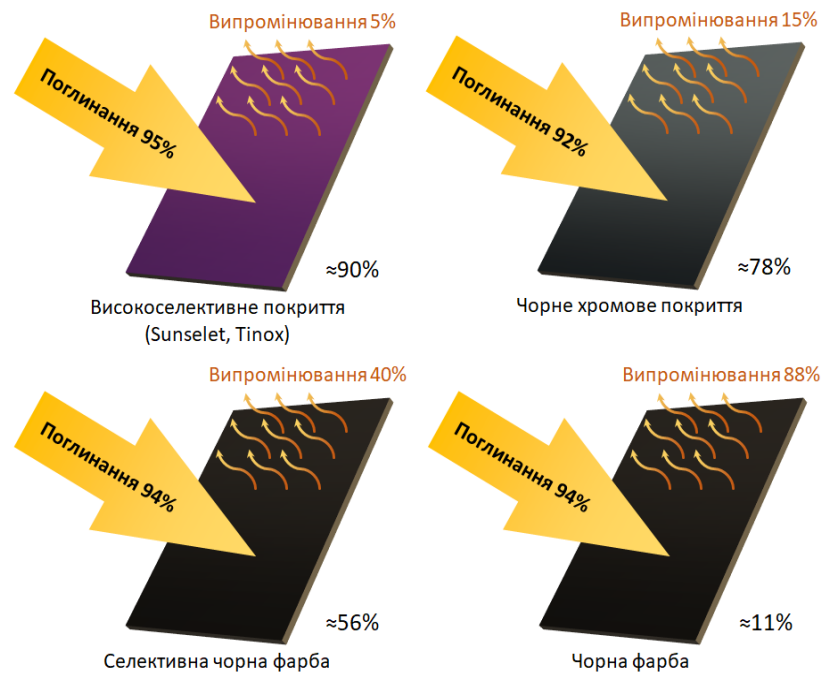 Випромінювання 5%
Поглинання 95%
≈90%
Високоселективне покриття
(Sunselet, Tinox)
Випромінювання 15%
Поглинання 92%
≈78%
Чорне хромове покриття
Випромінювання 40%
Поглинання 94%
≈56%
Селективна чорна фарба
Випромінювання 88%
Поглинання 94%
≈11%
Чорна фарба